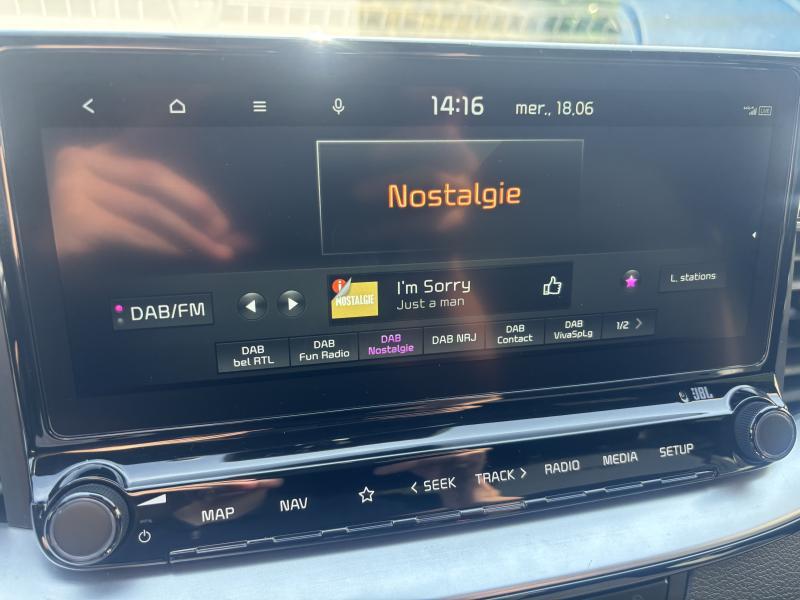 14:16 mer., 18.06
LIVE
Nostalgie
DAB/FM
NOSTALGIE
I'm Sorry
Just a man
L. stations
DAB
bel RTL
DAB
Fun Radio
DAB
Nostalgie
DAB NRJ
DAB
Contact
DAB
VivaSpLg
1/2
JBL
MAP
NAV
< SEEK
TRACK >
RADIO
MEDIA
SETUP